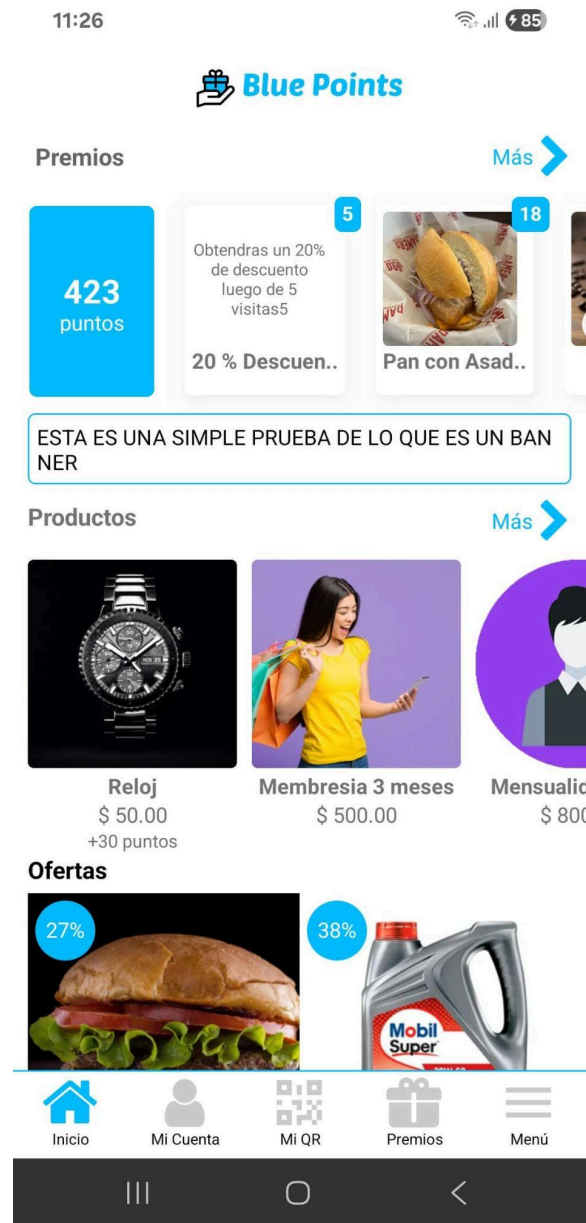 11:26
85
Blue Points
Premios
Más
423
puntos
5
Obtendras un 20%
de descuento
luego de 5
visitas5
20 % Descuen..
18
Pan con Asad..
ESTA ES UNA SIMPLE PRUEBA DE LO QUE ES UN BAN
NER
Productos
Más
Reloj
$ 50.00
+30 puntos
Membresia 3 meses
$ 500.00
Mensualid
$ 800
Ofertas
27%
38%
Mobil
Super
Inicio
Mi Cuenta
Mi QR
Premios
Menú